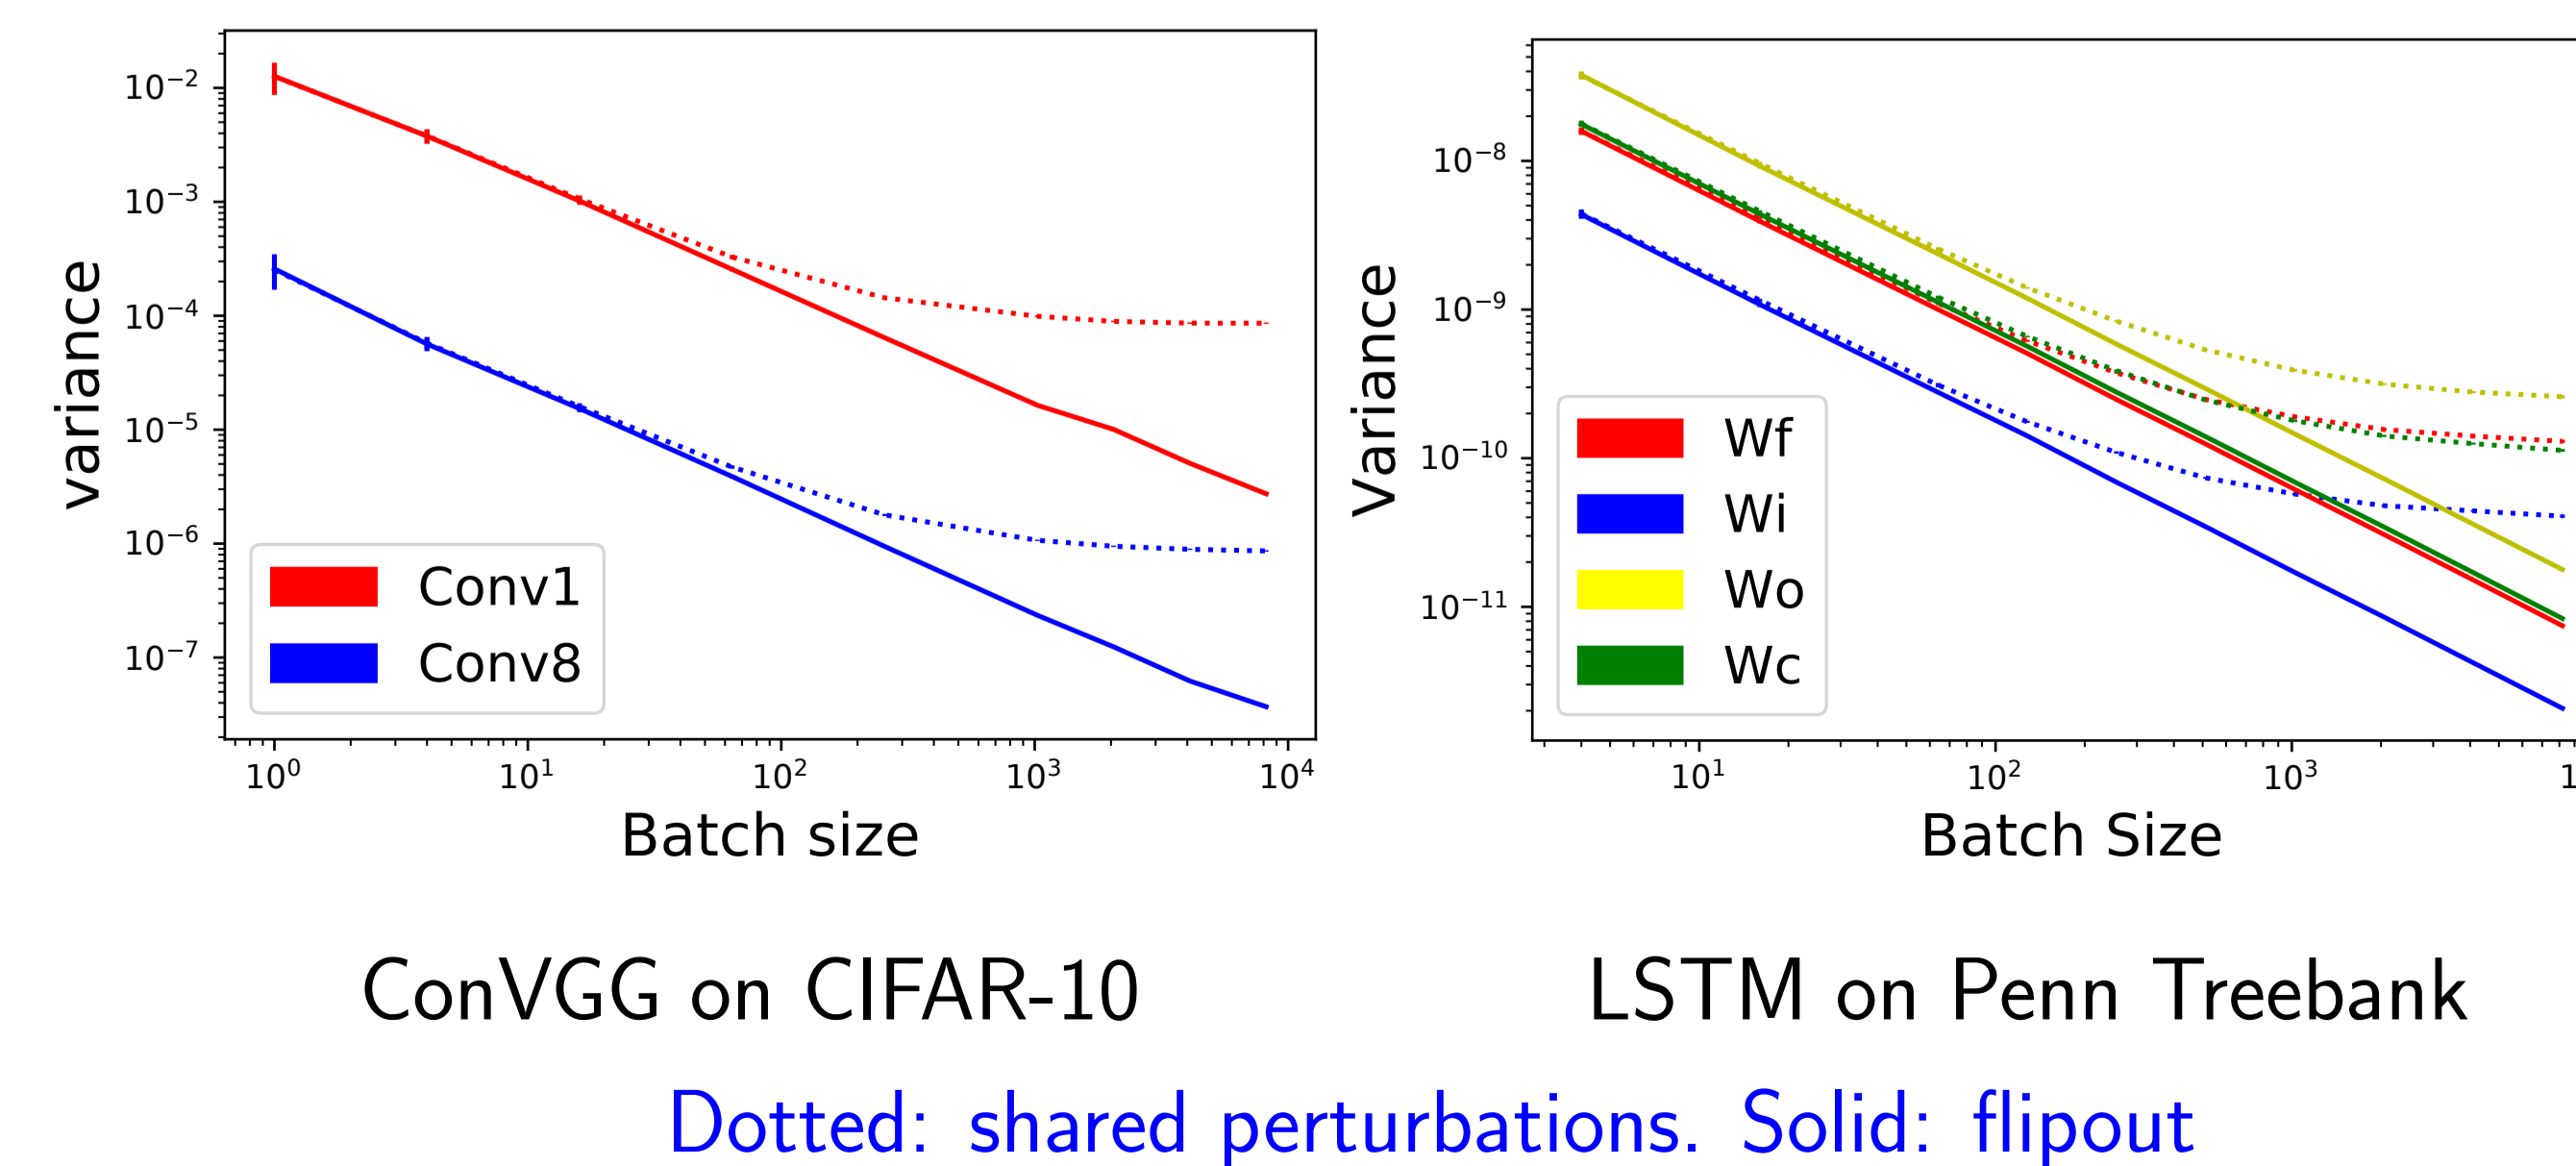 variance
10⁻²
10⁻³
10⁻⁴
10⁻⁵
10⁻⁶
10⁻⁷
Conv1
Conv8
10⁰ 10¹ 10² 10³ 10⁴
Batch size
Variance
10⁻⁸
10⁻⁹
10⁻¹⁰
10⁻¹¹
Wf
Wi
Wo
Wc
10¹ 10² 10³
Batch Size
ConVGG on CIFAR-10
LSTM on Penn Treebank
Dotted: shared perturbations. Solid: flipout